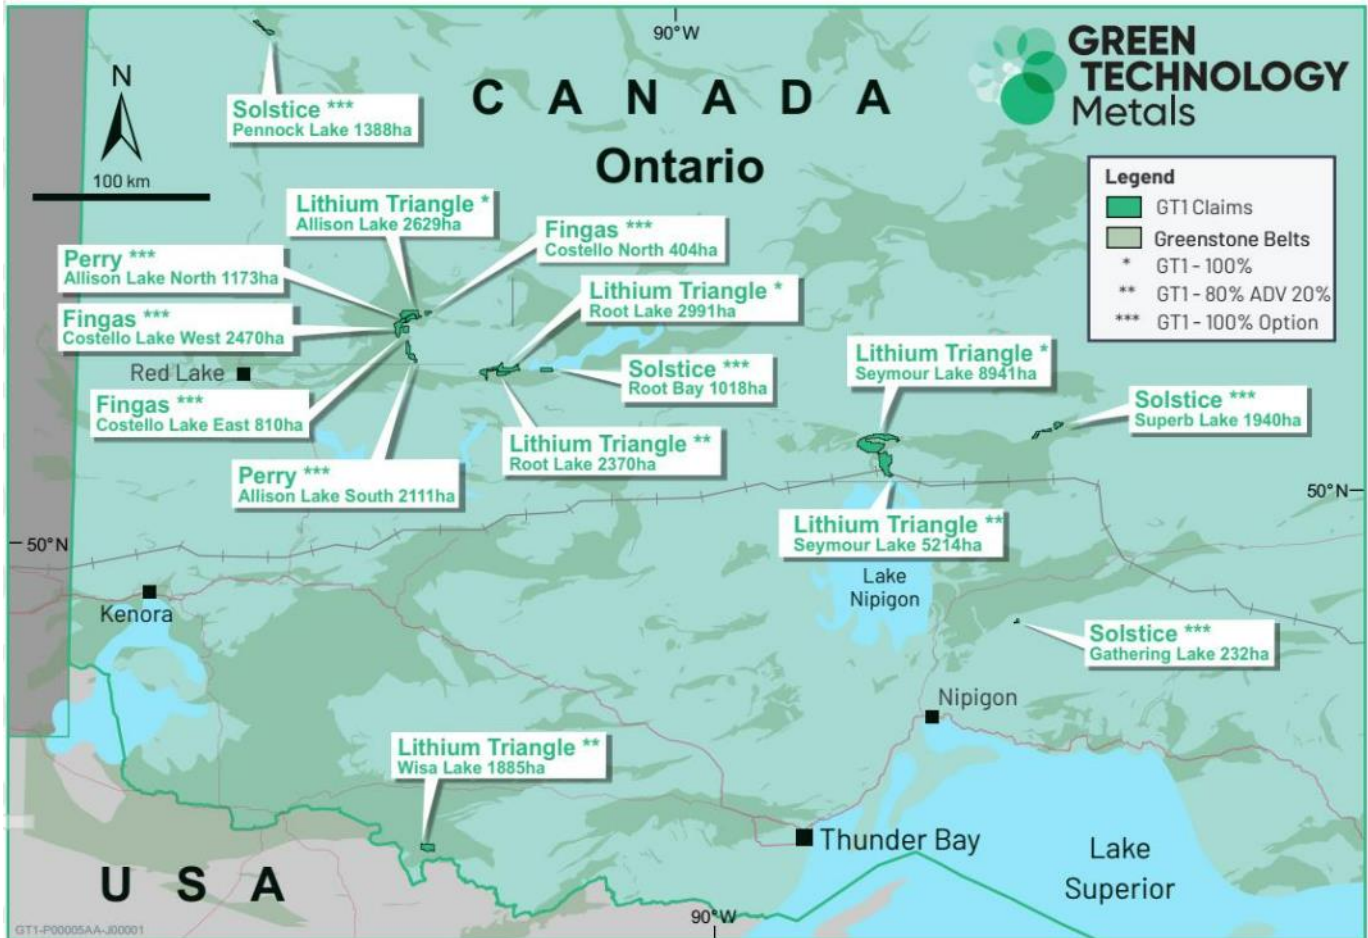 90°W
GREEN
TECHNOLOGY
Metals
N
100 km
CANADA
Ontario
Solstice ***
Pennock Lake 1388ha
Legend
GT1 Claims
Greenstone Belts
* GT1 - 100%
** GT1 - 80% ADV 20%
*** GT1 - 100% Option
Lithium Triangle *
Allison Lake 2629ha
Fingas ***
Costello North 404ha
Perry ***
Allison Lake North 1173ha
Lithium Triangle *
Root Lake 2991ha
Fingas ***
Costello Lake West 2470ha
Red Lake
Solstice ***
Root Bay 1018ha
Lithium Triangle *
Seymour Lake 8941ha
Solstice ***
Superb Lake 1940ha
Fingas ***
Costello Lake East 810ha
Lithium Triangle **
Root Lake 2370ha
Perry ***
Allison Lake South 2111ha
50°N
Lithium Triangle **
Seymour Lake 5214ha
50°N
Lake
Nipigon
Kenora
Solstice ***
Gathering Lake 232ha
Nipigon
Lithium Triangle **
Wisa Lake 1885ha
Thunder Bay
Lake
Superior
USA
90°W
GT1-P00005AA-J00001